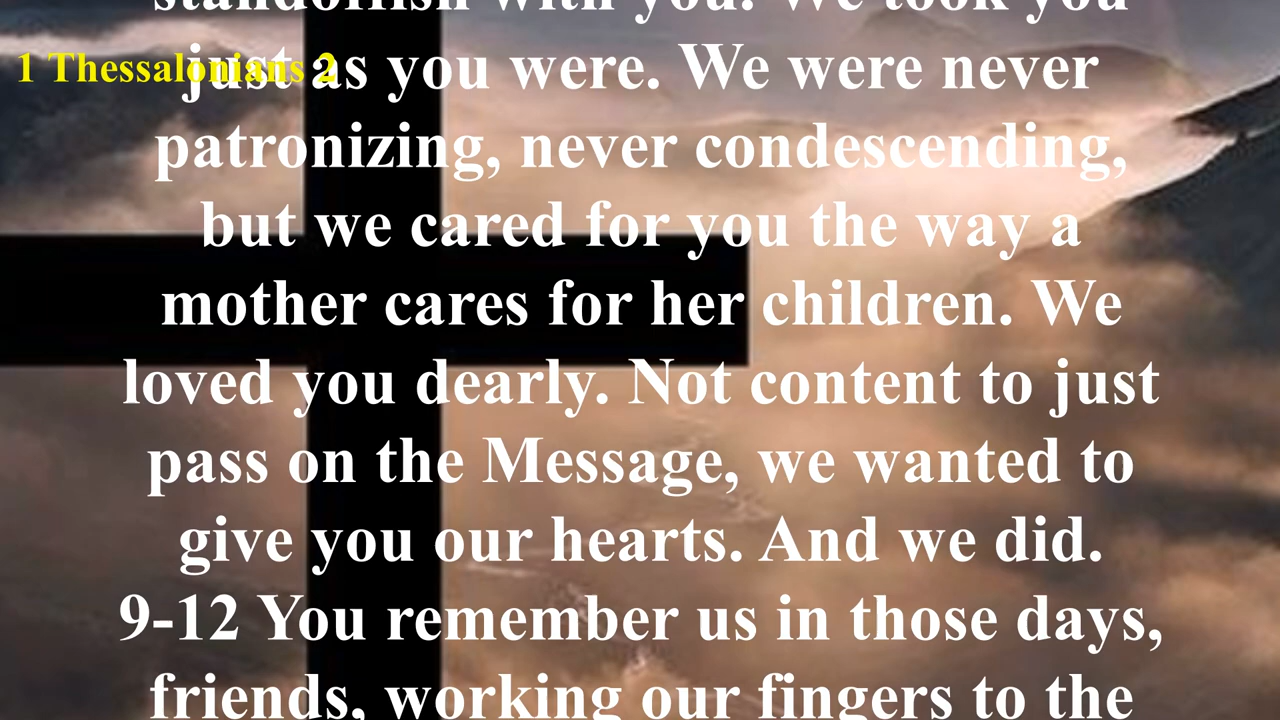 standoffish with you. We took you
1 Thessalonians 2
just as you were. We were never
patronizing, never condescending,
but we cared for you the way a
mother cares for her children. We
loved you dearly. Not content to just
pass on the Message, we wanted to
give you our hearts. And we did.
9-12 You remember us in those days,
friends, working our fingers to the